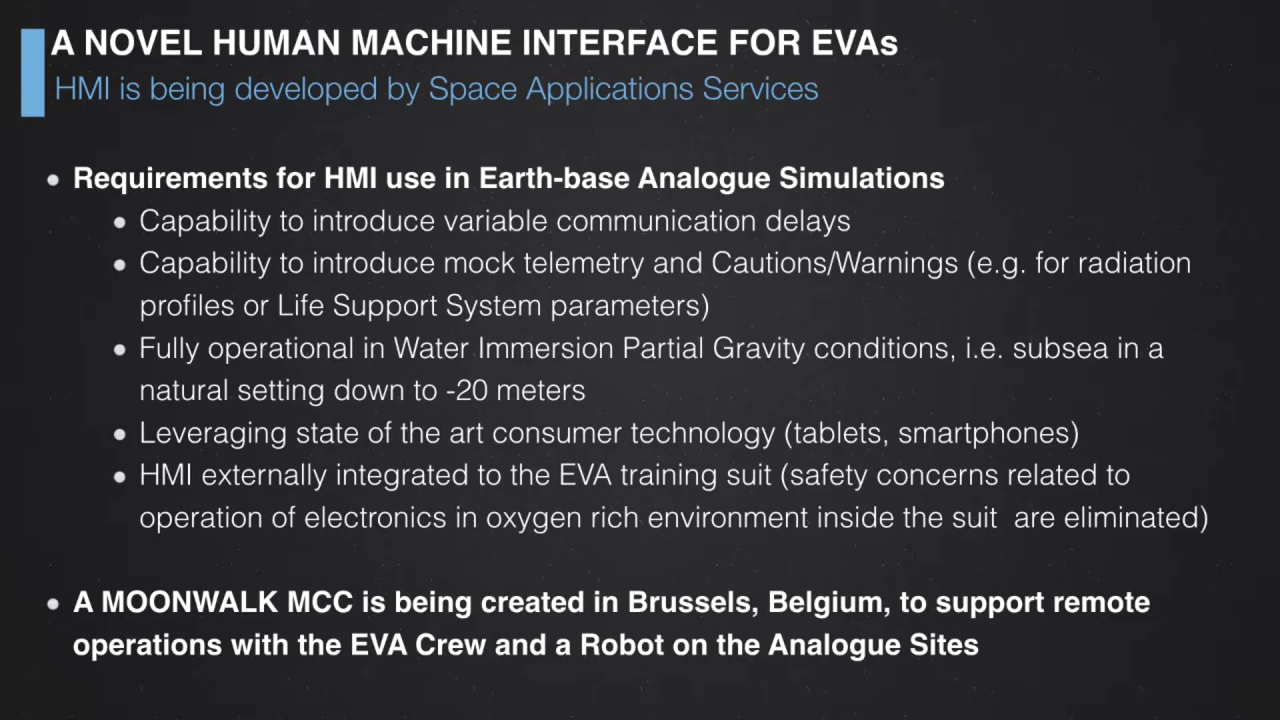 A NOVEL HUMAN MACHINE INTERFACE FOR EVAs
HMI is being developed by Space Applications Services
• Requirements for HMI use in Earth-base Analogue Simulations
• Capability to introduce variable communication delays
• Capability to introduce mock telemetry and Cautions/Warnings (e.g. for radiation
profiles or Life Support System parameters)
• Fully operational in Water Immersion Partial Gravity conditions, i.e. subsea in a
natural setting down to -20 meters
• Leveraging state of the art consumer technology (tablets, smartphones)
• HMI externally integrated to the EVA training suit (safety concerns related to
operation of electronics in oxygen rich environment inside the suit  are eliminated)
• A MOONWALK MCC is being created in Brussels, Belgium, to support remote
operations with the EVA Crew and a Robot on the Analogue Sites